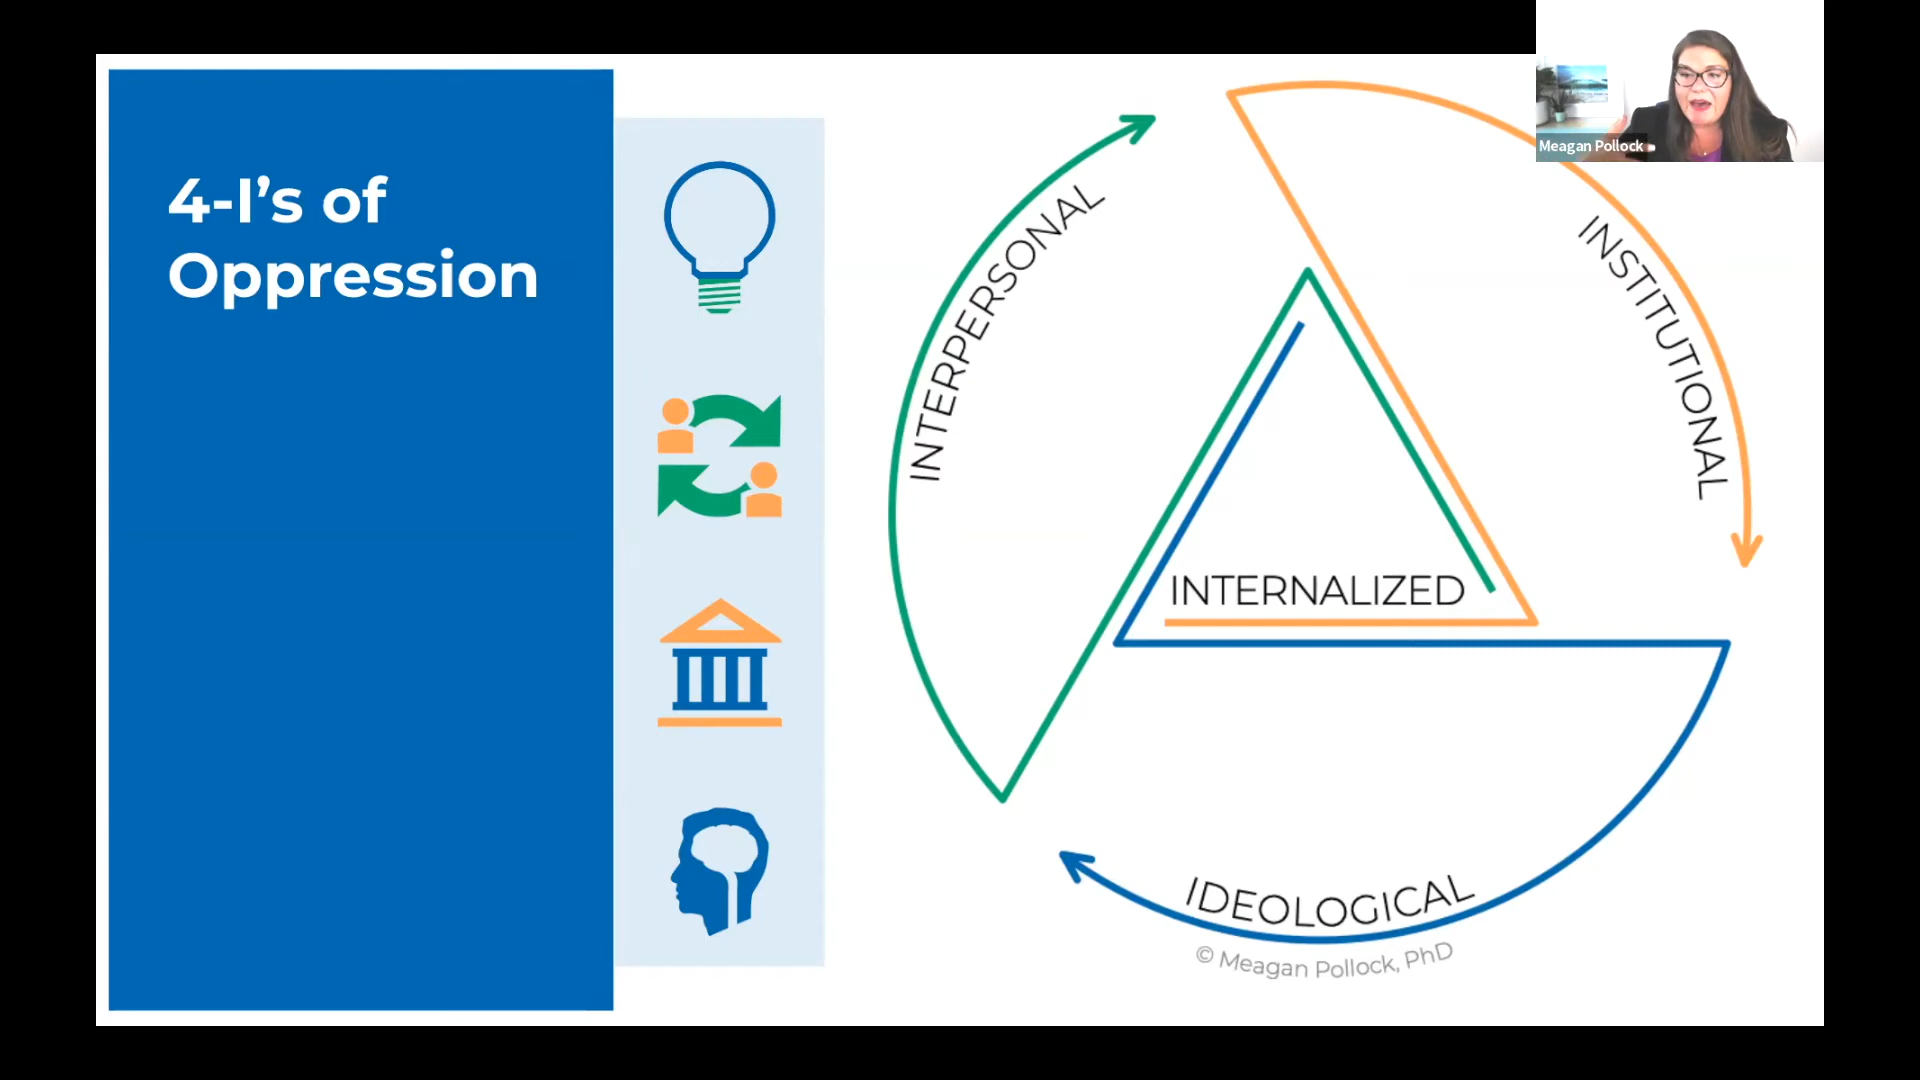 4-I’s of
Oppression
INTERPERSONAL
INSTITUTIONAL
INTERNALIZED
IDEOLOGICAL
© Meagan Pollock, PhD
Meagan Pollock